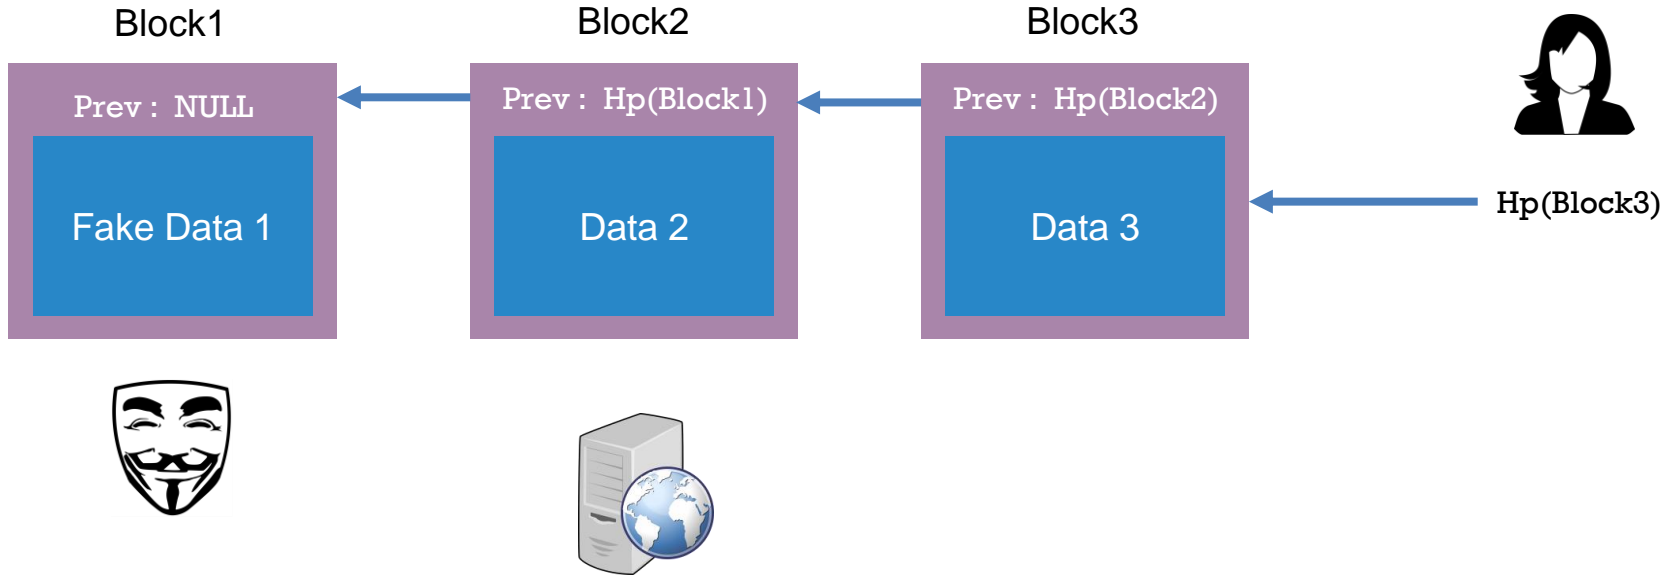 Block1
Block2
Block3
Prev : NULL
Prev : Hp(Block1)
Prev : Hp(Block2)
Fake Data 1
Data 2
Data 3
Hp(Block3)